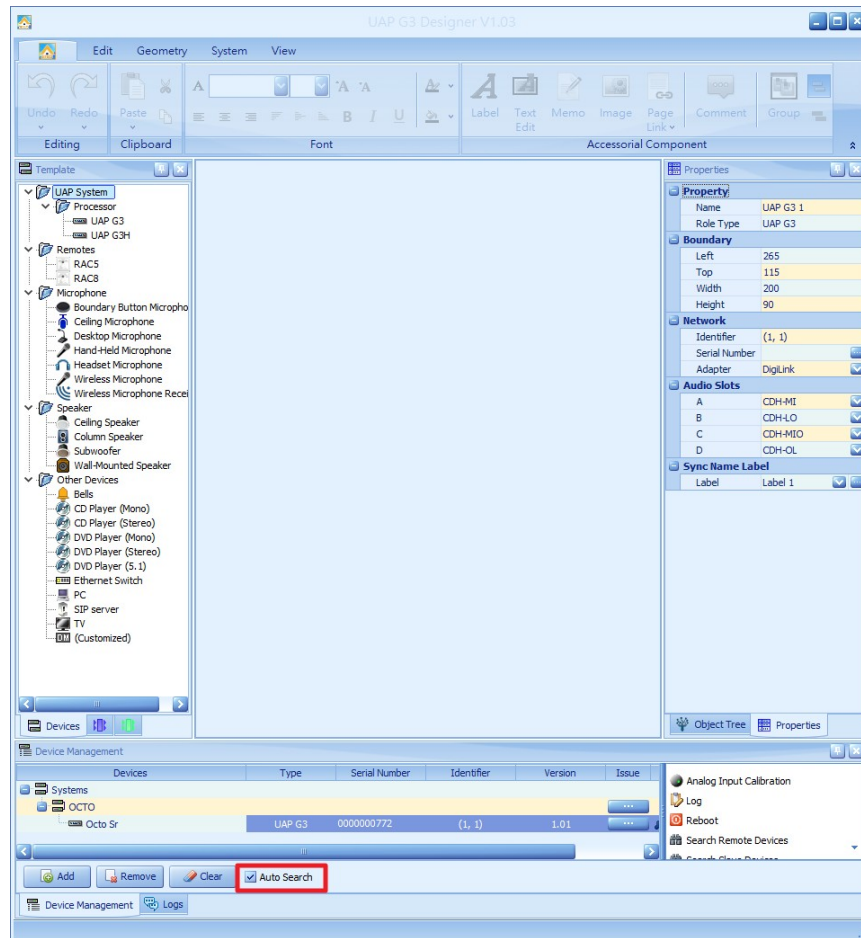 UAP G3 Designer V1.03
Edit Geometry System View
Undo Redo Paste A A A B I U A Label Text Edit Memo Image Page Link Comment Group
Editing Clipboard Font Accessorial Component
Template
UAP System
Processor
UAP G3
UAP G3H
Remotes
RAC5
RAC8
Microphone
Boundary Button Micropho
Ceiling Microphone
Desktop Microphone
Hand-Held Microphone
Headset Microphone
Wireless Microphone
Wireless Microphone Recei
Speaker
Ceiling Speaker
Column Speaker
Subwoofer
Wall-Mounted Speaker
Other Devices
Bells
CD Player (Mono)
CD Player (Stereo)
DVD Player (Mono)
DVD Player (Stereo)
DVD Player (5.1)
Ethernet Switch
PC
SIP server
TV
(Customized)
Devices
Properties
Property
Name UAP G3 1
Role Type UAP G3
Boundary
Left 265
Top 115
Width 200
Height 90
Network
Identifier (1, 1)
Serial Number
Adapter DigiLink
Audio Slots
A CDH-MI
B CDH-LO
C CDH-MIO
D CDH-OL
Sync Name Label
Label Label 1
Object Tree Properties
Device Management
Devices Type Serial Number Identifier Version Issue
Systems
OCTO
Octo Sr UAP G3 0000000772 (1, 1) 1.01
Analog Input Calibration
Log
Reboot
Search Remote Devices
Search Slave Devices
Add Remove Clear Auto Search
Device Management Logs